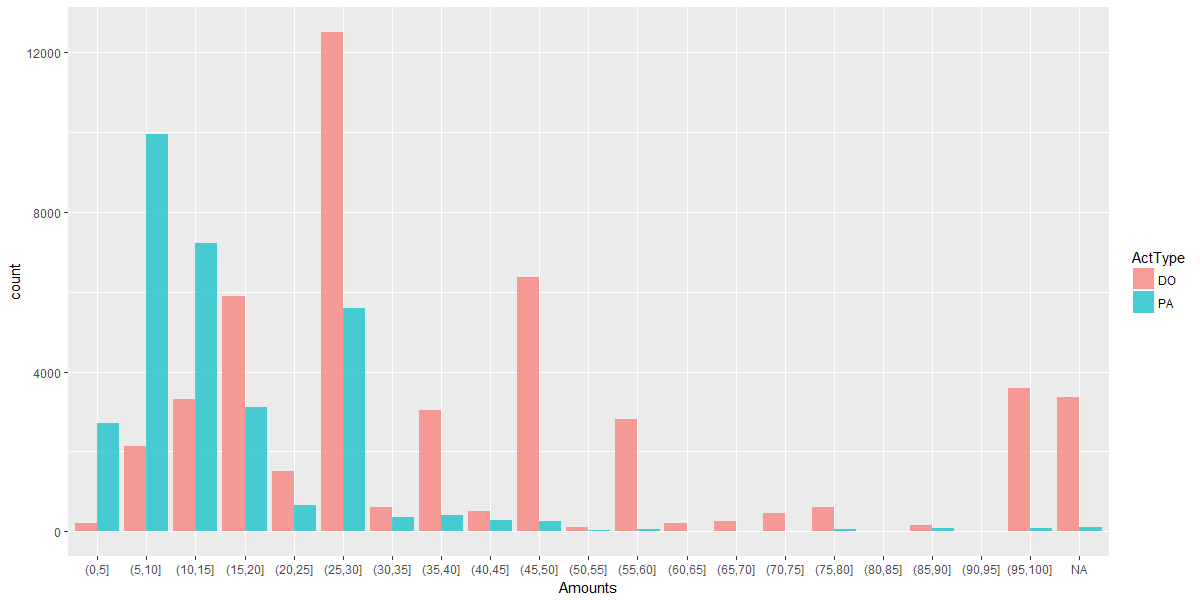 12000
8000
4000
0
count
(0,5] (5,10] (10,15] (15,20] (20,25] (25,30] (30,35] (35,40] (40,45] (45,50] (50,55] (55,60] (60,65] (65,70] (70,75] (75,80] (80,85] (85,90] (90,95] (95,100] NA
Amounts
ActType
DO
PA